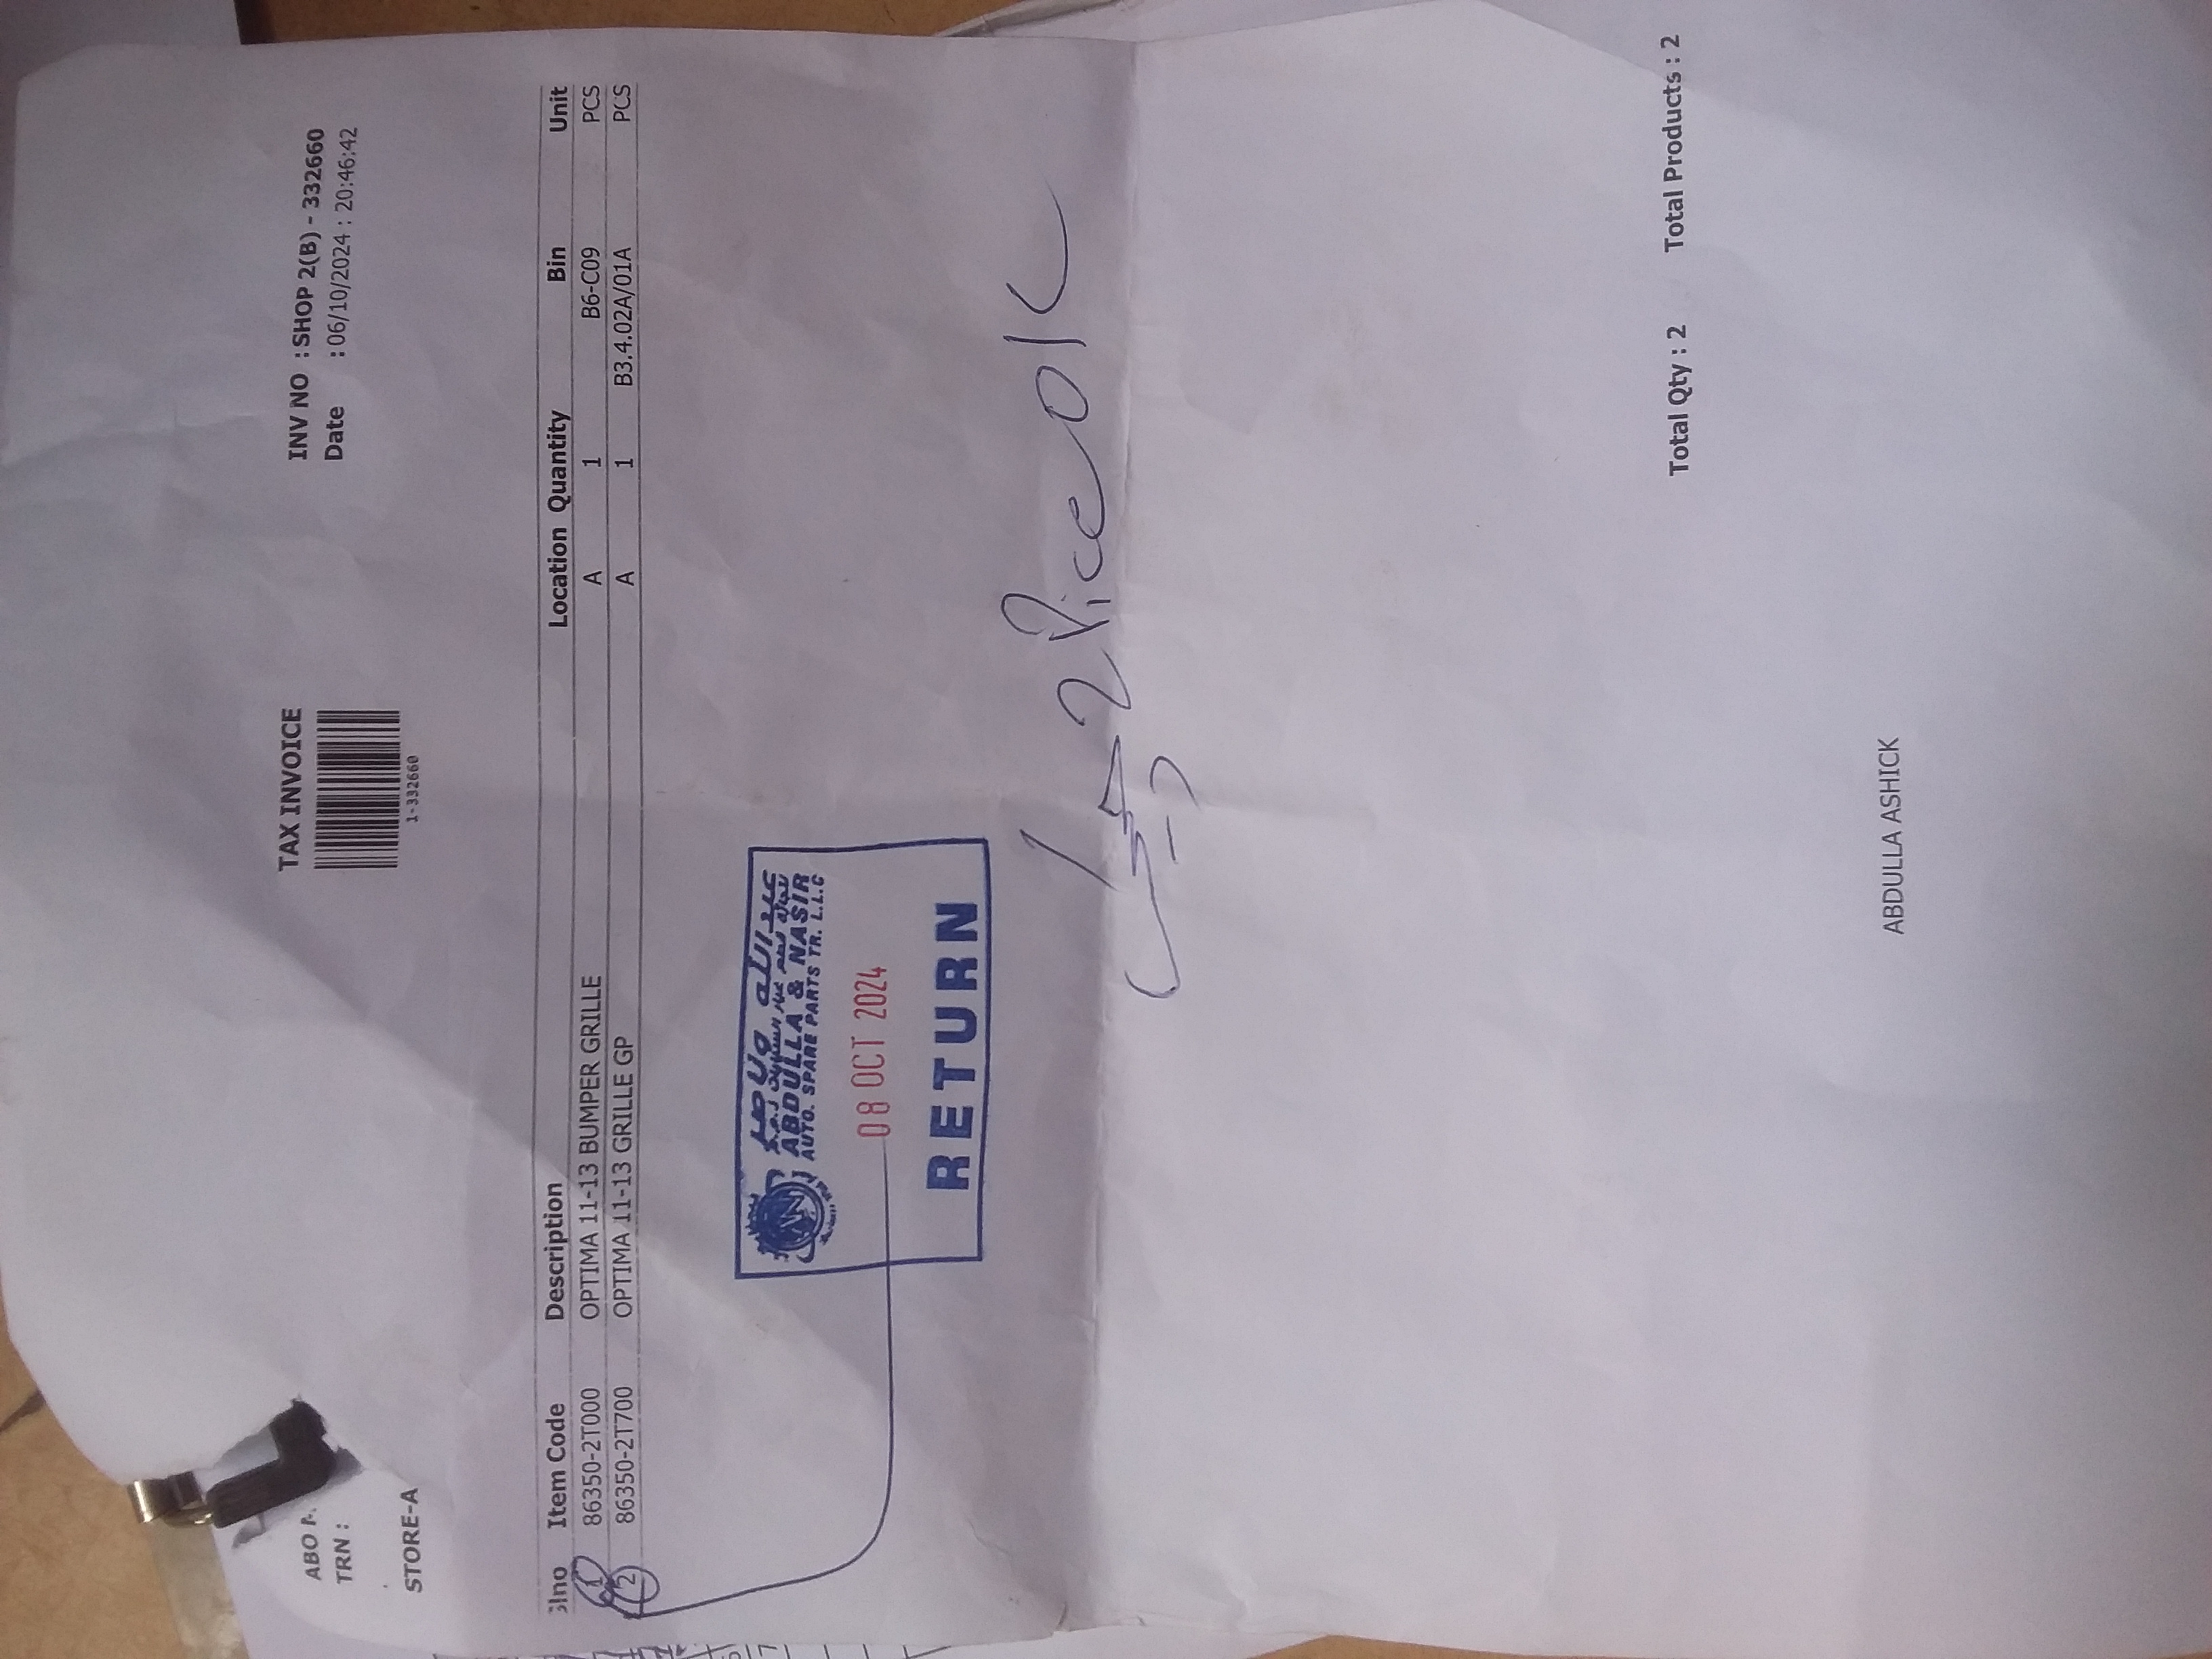 TAX INVOICE
1-332660
INV NO : SHOP 2(B) - 332660
Date : 06/10/2024 : 20:46:42
ABO
TRN :
STORE-A
Slno Item Code Description Location Quantity Bin Unit
1 86350-2T000 OPTIMA 11-13 BUMPER GRILLE A 1 B6-C09 PCS
2 86350-2T700 OPTIMA 11-13 GRILLE GP A 1 B3.4.02A/01A PCS
ABDULLA & NASIR
AUTO. SPARE PARTS TR. L.L.C
08 OCT 2024
RETURN
2 Picc OK
Total Qty : 2 Total Products : 2
ABDULLA ASHICK